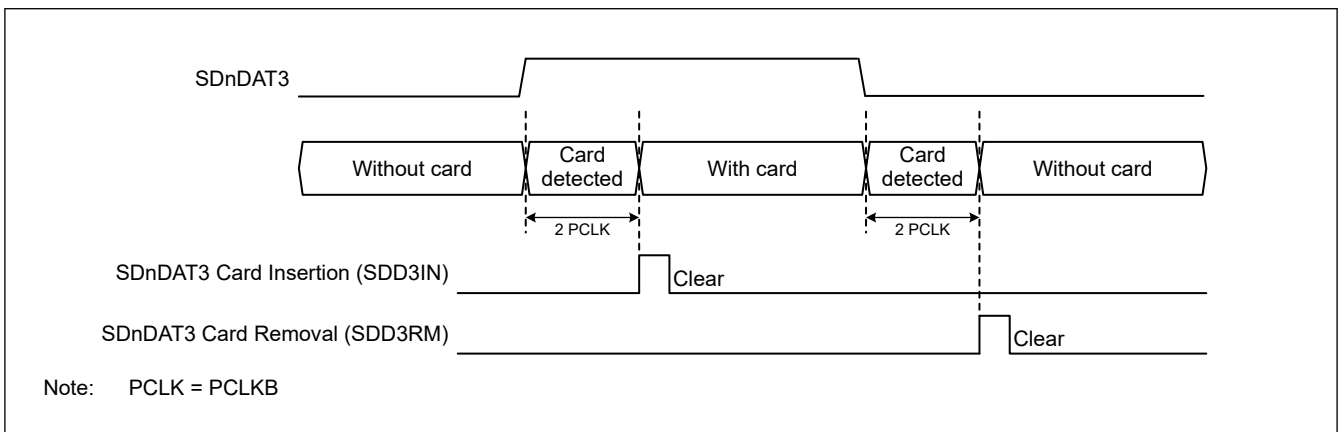 SDnDAT3
Without card
Card detected
With card
Card detected
Without card
2 PCLK
2 PCLK
SDnDAT3 Card Insertion (SDD3IN)
Clear
SDnDAT3 Card Removal (SDD3RM)
Clear
Note: PCLK = PCLKB